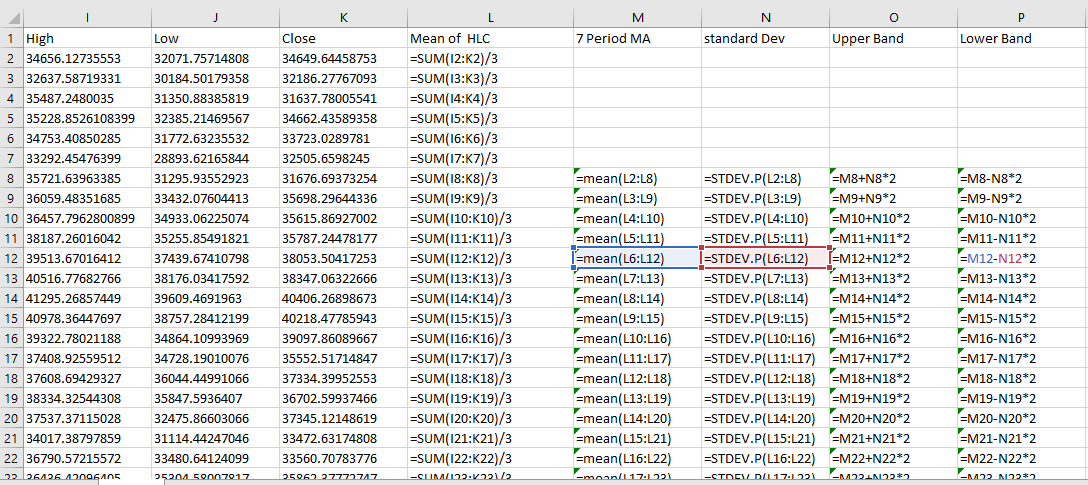 I J K L M N O P
1 High Low Close Mean of HLC 7 Period MA standard Dev Upper Band Lower Band
2 34656.12735553 32071.75714808 34649.64458753 =SUM(I2:K2)/3
3 32637.58719331 30184.50179358 32186.27767093 =SUM(I3:K3)/3
4 35487.2480035 31350.88385819 31637.78005541 =SUM(I4:K4)/3
5 35228.8526108399 32385.21469567 34662.43589358 =SUM(I5:K5)/3
6 34753.40850285 31772.63235532 33723.0289781 =SUM(I6:K6)/3
7 33292.45476399 28893.62165844 32505.6598245 =SUM(I7:K7)/3
8 35721.63963385 31295.93552923 31676.69373254 =SUM(I8:K8)/3 =mean(L2:L8) =STDEV.P(L2:L8) =M8+N8*2 =M8-N8*2
9 36059.48351685 33432.07604413 35698.29644336 =SUM(I9:K9)/3 =mean(L3:L9) =STDEV.P(L3:L9) =M9+N9*2 =M9-N9*2
10 36457.7962800899 34933.06225074 35615.86927002 =SUM(I10:K10)/3 =mean(L4:L10) =STDEV.P(L4:L10) =M10+N10*2 =M10-N10*2
11 38187.26016042 35255.85491821 35787.24478177 =SUM(I11:K11)/3 =mean(L5:L11) =STDEV.P(L5:L11) =M11+N11*2 =M11-N11*2
12 39513.67016412 37439.67410798 38053.50417253 =SUM(I12:K12)/3 =mean(L6:L12) =STDEV.P(L6:L12) =M12+N12*2 =M12-N12*2
13 40516.77682766 38176.03417592 38347.06322666 =SUM(I13:K13)/3 =mean(L7:L13) =STDEV.P(L7:L13) =M13+N13*2 =M13-N13*2
14 41295.26857449 39609.4691963 40406.26898673 =SUM(I14:K14)/3 =mean(L8:L14) =STDEV.P(L8:L14) =M14+N14*2 =M14-N14*2
15 40978.36447697 38757.28412199 40218.47785943 =SUM(I15:K15)/3 =mean(L9:L15) =STDEV.P(L9:L15) =M15+N15*2 =M15-N15*2
16 39322.78021188 34864.10993969 39097.86089667 =SUM(I16:K16)/3 =mean(L10:L16) =STDEV.P(L10:L16) =M16+N16*2 =M16-N16*2
17 37408.92559512 34728.19010076 35552.51714847 =SUM(I17:K17)/3 =mean(L11:L17) =STDEV.P(L11:L17) =M17+N17*2 =M17-N17*2
18 37608.69429327 36044.44991066 37334.39952553 =SUM(I18:K18)/3 =mean(L12:L18) =STDEV.P(L12:L18) =M18+N18*2 =M18-N18*2
19 38334.32544308 35847.5936407 36702.59937466 =SUM(I19:K19)/3 =mean(L13:L19) =STDEV.P(L13:L19) =M19+N19*2 =M19-N19*2
20 37537.37115028 32475.86603066 37345.12148619 =SUM(I20:K20)/3 =mean(L14:L20) =STDEV.P(L14:L20) =M20+N20*2 =M20-N20*2
21 34017.38797859 31114.44247046 33472.63174808 =SUM(I21:K21)/3 =mean(L15:L21) =STDEV.P(L15:L21) =M21+N21*2 =M21-N21*2
22 36790.57215572 33480.64124099 33560.70783776 =SUM(I22:K22)/3 =mean(L16:L22) =STDEV.P(L16:L22) =M22+N22*2 =M22-N22*2